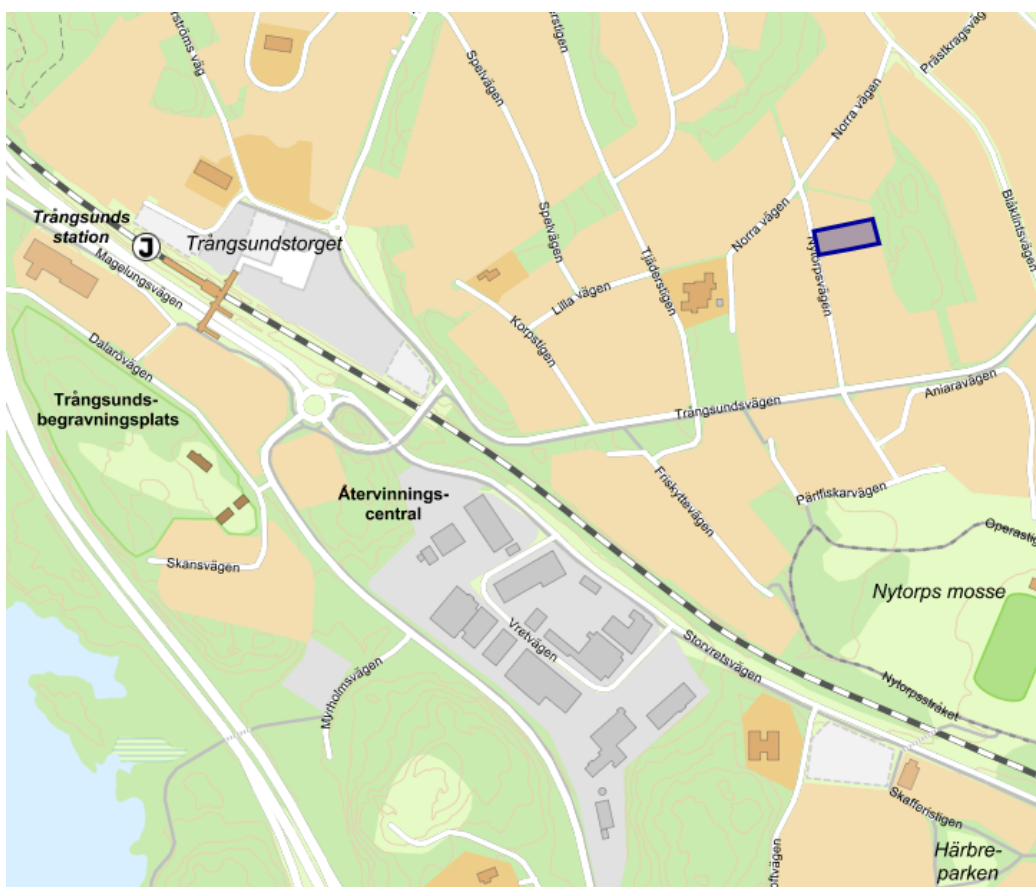 Spelvägen
Prästkragsväg
Norra vägen
Trångsunds
station
J
Trångsundstorget
Magelungsvägen
Spelvägen
Tjäderstigen
Norra vägen
Nytorpsvägen
Blåklintsvägen
Lilla vägen
Korpstigen
Dalarövägen
Trångsunds-
begravningsplats
Trångsundsvägen
Aniaravägen
Återvinnings-
central
Friskyttevägen
Pärlfiskarvägen
Operastig
Skansvägen
Nytorps mosse
Vretvägen
Storvretsvägen
Myrholmsvägen
Nytorpsstråket
Skafferistigen
Härbre-
parken